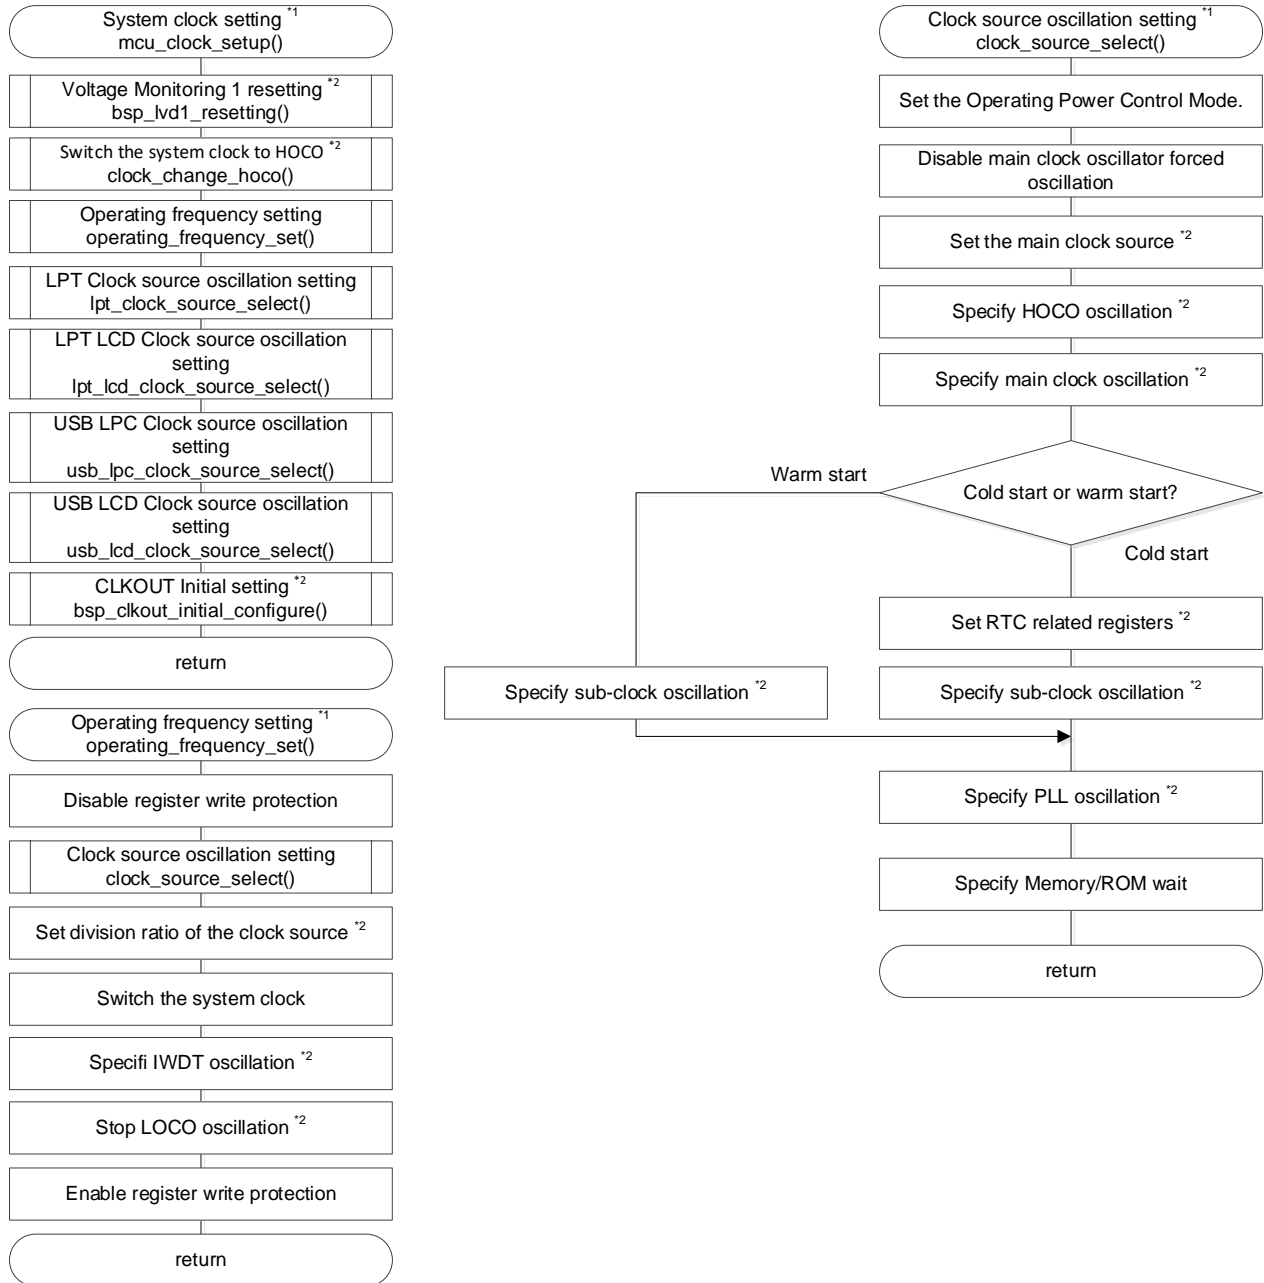 System clock setting *1
mcu_clock_setup()
Voltage Monitoring 1 resetting *2
bsp_lvd1_resetting()
Switch the system clock to HOCO *2
clock_change_hoco()
Operating frequency setting
operating_frequency_set()
LPT Clock source oscillation setting
lpt_clock_source_select()
LPT LCD Clock source oscillation
setting
lpt_lcd_clock_source_select()
USB LPC Clock source oscillation
setting
usb_lpc_clock_source_select()
USB LCD Clock source oscillation
setting
usb_lcd_clock_source_select()
CLKOUT Initial setting *2
bsp_clkout_initial_configure()
return
Operating frequency setting *1
operating_frequency_set()
Disable register write protection
Clock source oscillation setting
clock_source_select()
Set division ratio of the clock source *2
Switch the system clock
Specifi IWDT oscillation *2
Stop LOCO oscillation *2
Enable register write protection
return
Clock source oscillation setting *1
clock_source_select()
Set the Operating Power Control Mode.
Disable main clock oscillator forced
oscillation
Set the main clock source *2
Specify HOCO oscillation *2
Specify main clock oscillation *2
Cold start or warm start?
Warm start
Cold start
Set RTC related registers *2
Specify sub-clock oscillation *2
Specify sub-clock oscillation *2
Specify PLL oscillation *2
Specify Memory/ROM wait
return